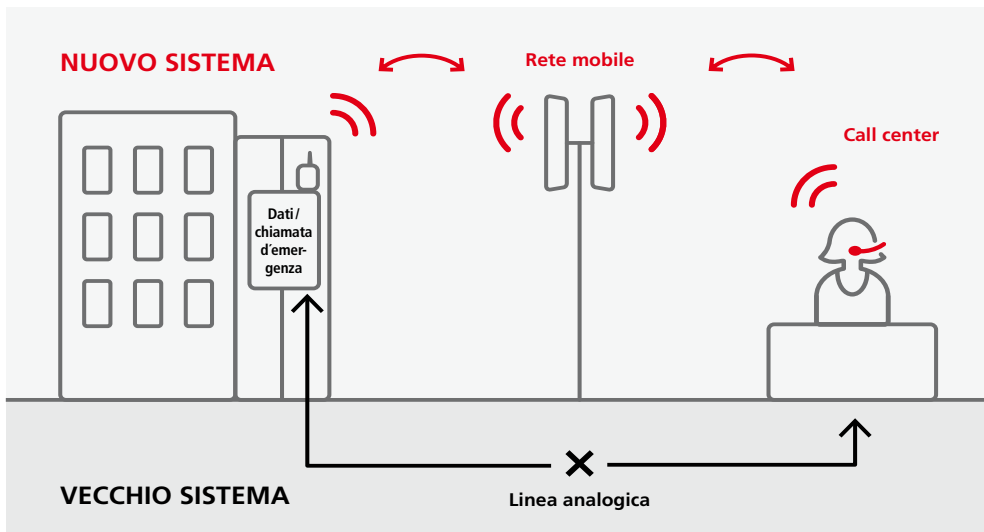 NUOVO SISTEMA
Rete mobile
Call center
Dati /
chiamata
d’emer-
genza
VECCHIO SISTEMA
Linea analogica